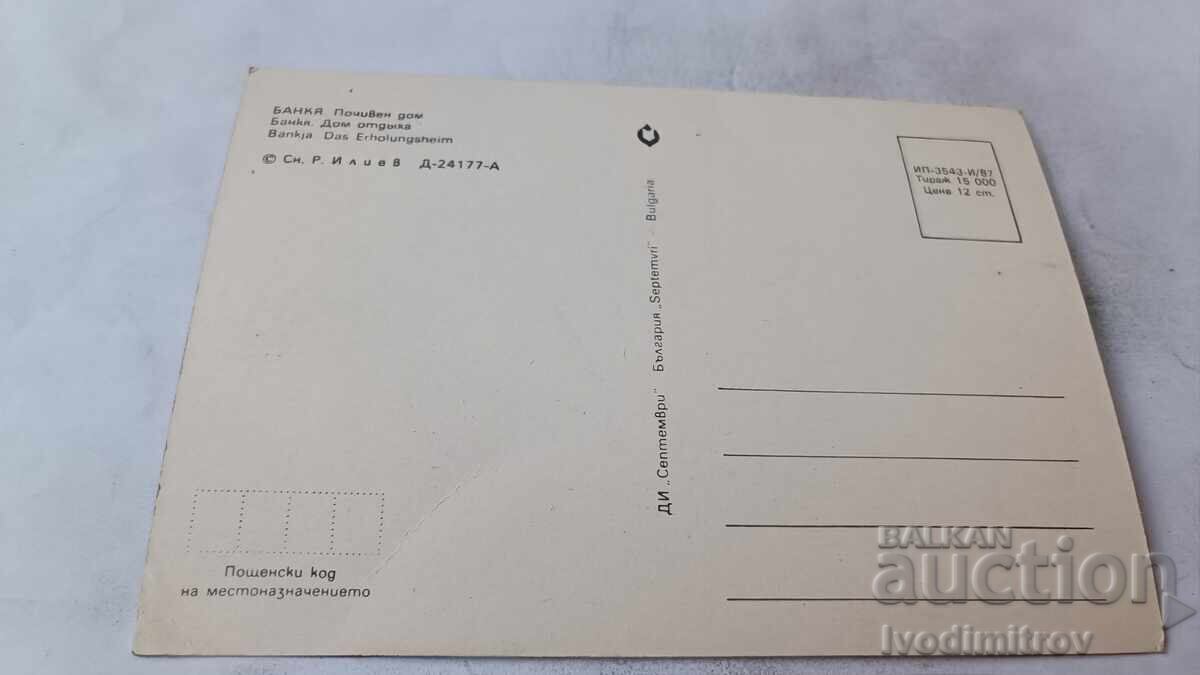 БАНКЯ. Почивен дом
Банкя. Дом отдыха
Bankja. Das Erholungsheim
© Сн. Р. Илиев Д-24177-А
ДИ „Септември" България „Septemvri" – Bulgaria
ИП-3543-И/87
Тираж 15 000
Цена 12 ст.
Пощенски код
на местоназначението
BALKAN
auction
Ivodimitrov